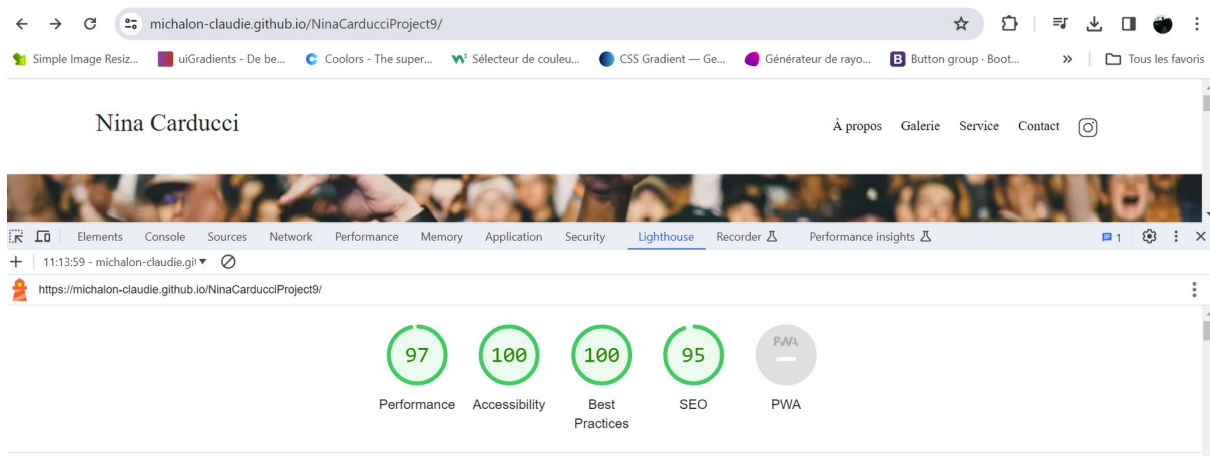 michalon-claudie.github.io/NinaCarducciProject9/
Simple Image Resiz... uiGradients - De be... Coolors - The super... Sélecteur de couleu... CSS Gradient — Ge... Générateur de rayo... B Button group · Boot... » Tous les favoris
Nina Carducci À propos Galerie Service Contact
Elements Console Sources Network Performance Memory Application Security Lighthouse Recorder Performance insights 1
11:13:59 - michalon-claudie.git
https://michalon-claudie.github.io/NinaCarducciProject9/
PWA
97 100 100 95
Performance Accessibility Best Practices SEO PWA